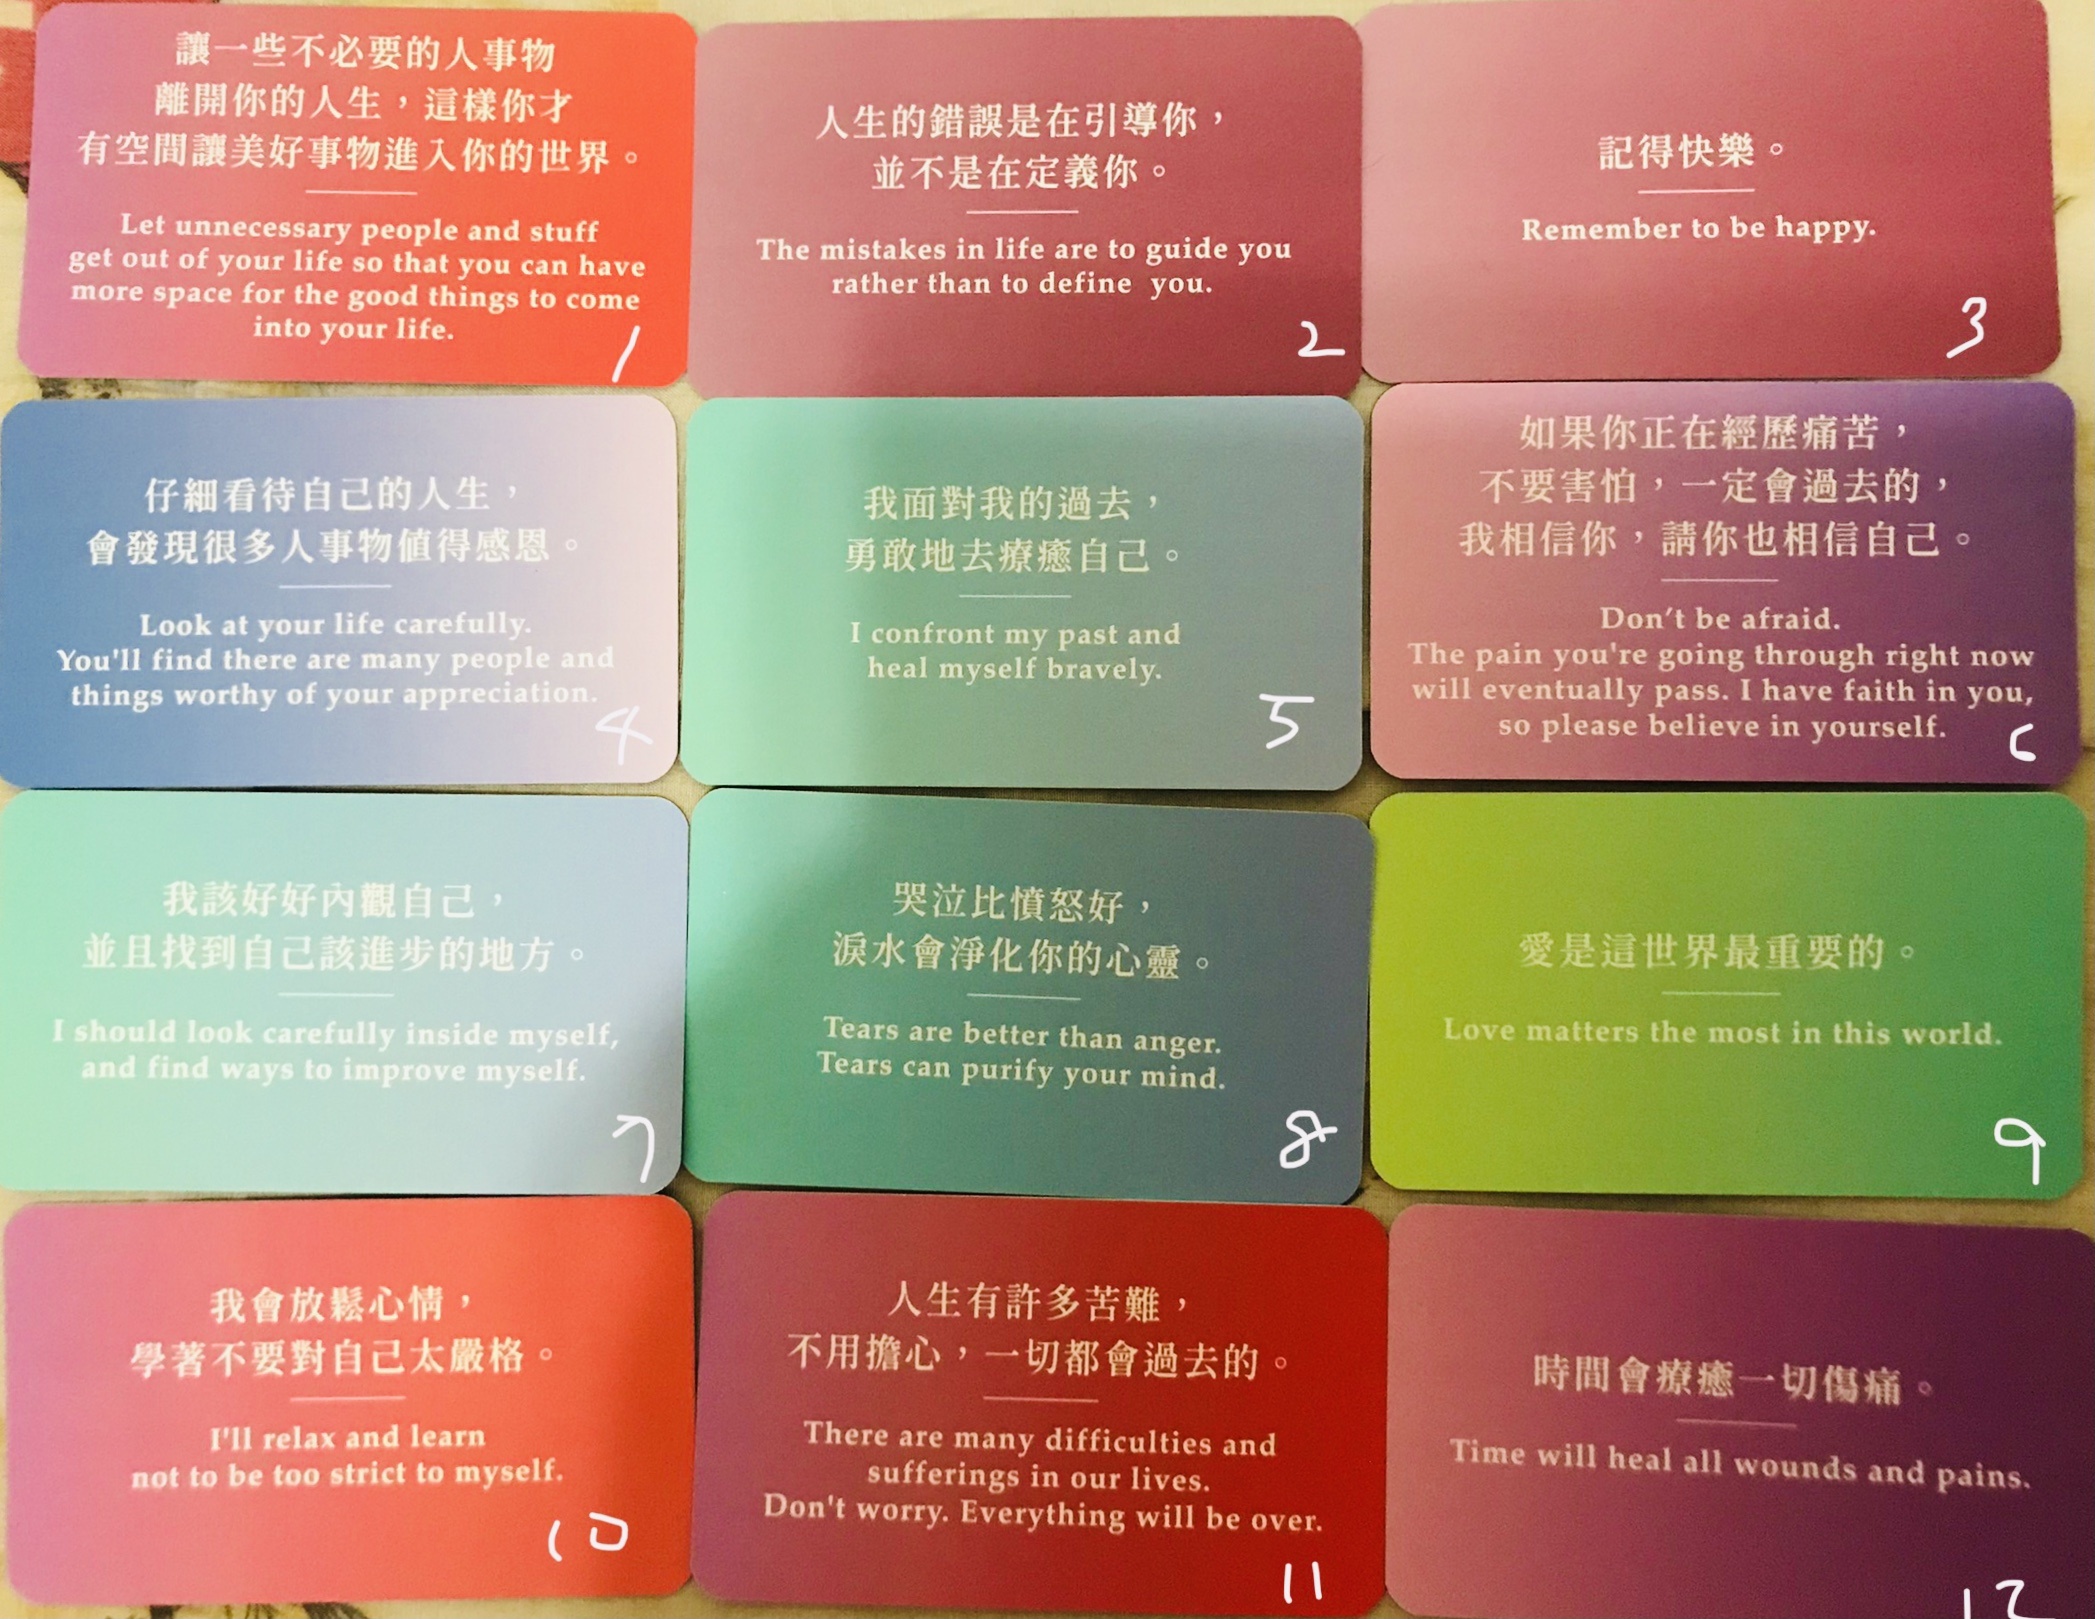 讓一些不必要的人事物
離開你的人生，這樣你才
有空間讓美好事物進入你的世界。
Let unnecessary people and stuff
get out of your life so that you can have
more space for the good things to come
into your life.
1
人生的錯誤是在引導你，
並不是在定義你。
The mistakes in life are to guide you
rather than to define you.
2
記得快樂。
Remember to be happy.
3
仔細看待自己的人生，
會發現很多人事物值得感恩。
Look at your life carefully.
You'll find there are many people and
things worthy of your appreciation.
4
我面對我的過去，
勇敢地去療癒自己。
I confront my past and
heal myself bravely.
5
如果你正在經歷痛苦，
不要害怕，一定會過去的，
我相信你，請你也相信自己。
Don't be afraid.
The pain you're going through right now
will eventually pass. I have faith in you,
so please believe in yourself.
6
我該好好內觀自己，
並且找到自己該進步的地方。
I should look carefully inside myself,
and find ways to improve myself.
7
哭泣比憤怒好，
淚水會淨化你的心靈。
Tears are better than anger.
Tears can purify your mind.
8
愛是這世界最重要的。
Love matters the most in this world.
9
我會放鬆心情，
學著不要對自己太嚴格。
I'll relax and learn
not to be too strict to myself.
10
人生有許多苦難，
不用擔心，一切都會過去的。
There are many difficulties and
sufferings in our lives.
Don't worry. Everything will be over.
11
時間會療癒一切傷痛。
Time will heal all wounds and pains.
12